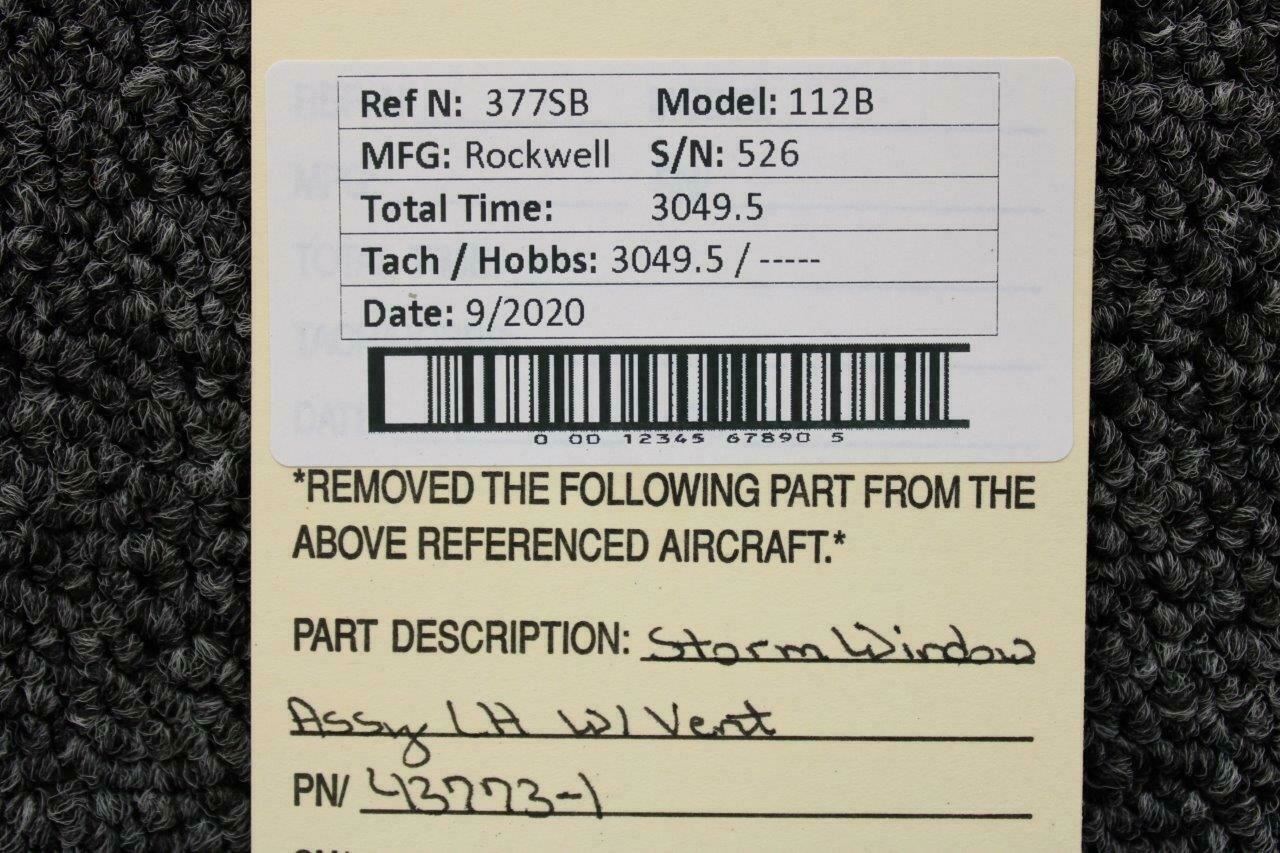 Ref N: 377SB Model: 112B
MFG: Rockwell S/N: 526
Total Time: 3049.5
Tach / Hobbs: 3049.5 / -----
Date: 9/2020
0 00 12345 67890 5
*REMOVED THE FOLLOWING PART FROM THE
ABOVE REFERENCED AIRCRAFT.*
PART DESCRIPTION: Storm Window
Assy LH W/ Vent
PN/ 43773-1